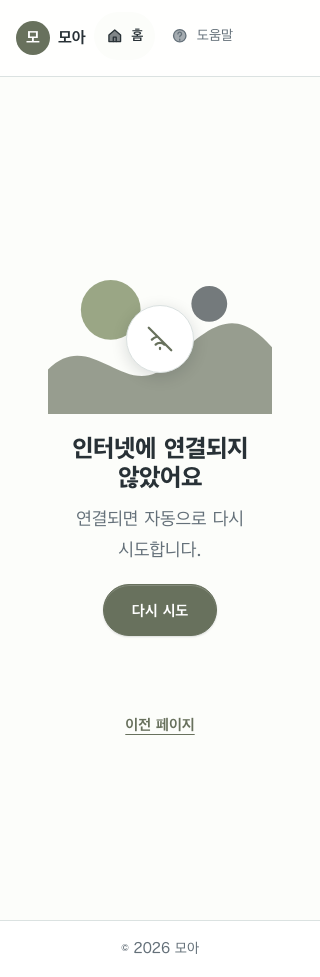 모 모아 홈 도움말
인터넷에 연결되지
않았어요
연결되면 자동으로 다시
시도합니다.
다시 시도
이전 페이지
© 2026 모아